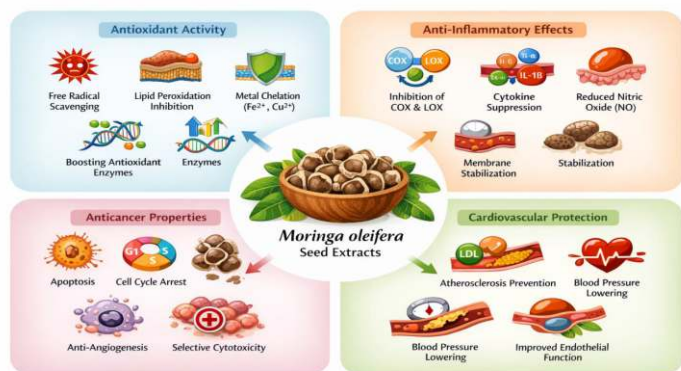 Antioxidant Activity
Free Radical
Scavenging
Lipid Peroxidation
Inhibition
Metal Chelation
(Fe²⁺, Cu²⁺)
Boosting Antioxidant
Enzymes
Enzymes
Anti-Inflammatory Effects
COX
LOX
Inhibition of
COX & LOX
IL-1B
Cytokine
Suppression
Reduced Nitric
Oxide (NO)
Membrane
Stabilization
Stabilization
Moringa oleifera
Seed Extracts
Anticancer Properties
Apoptosis
G1
S
S
Cell Cycle Arrest
Anti-Angiogenesis
Selective Cytotoxicity
Cardiovascular Protection
LDL
Atherosclerosis Prevention
Blood Pressure
Lowering
Blood Pressure
Lowering
Improved Endothelial
Function